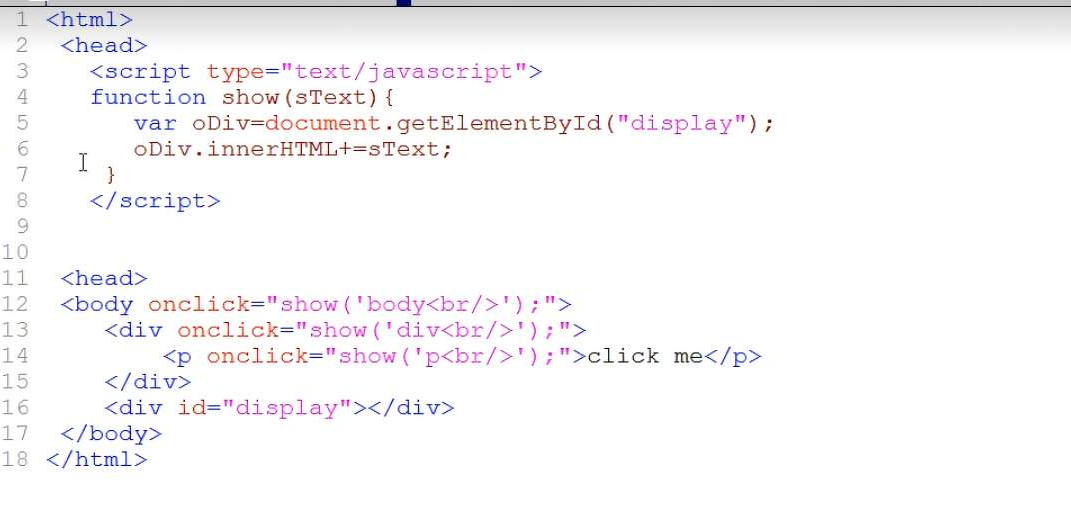 1 <html>
2 <head>
3 <script type="text/javascript">
4 function show(sText){
5 var oDiv=document.getElementById("display");
6 oDiv.innerHTML+=sText;
7 }
8 </script>
9
10
11 <head>
12 <body onclick="show('body<br/>');">
13 <div onclick="show('div<br/>');">
14 <p onclick="show('p<br/>');">click me</p>
15 </div>
16 <div id="display"></div>
17 </body>
18 </html>